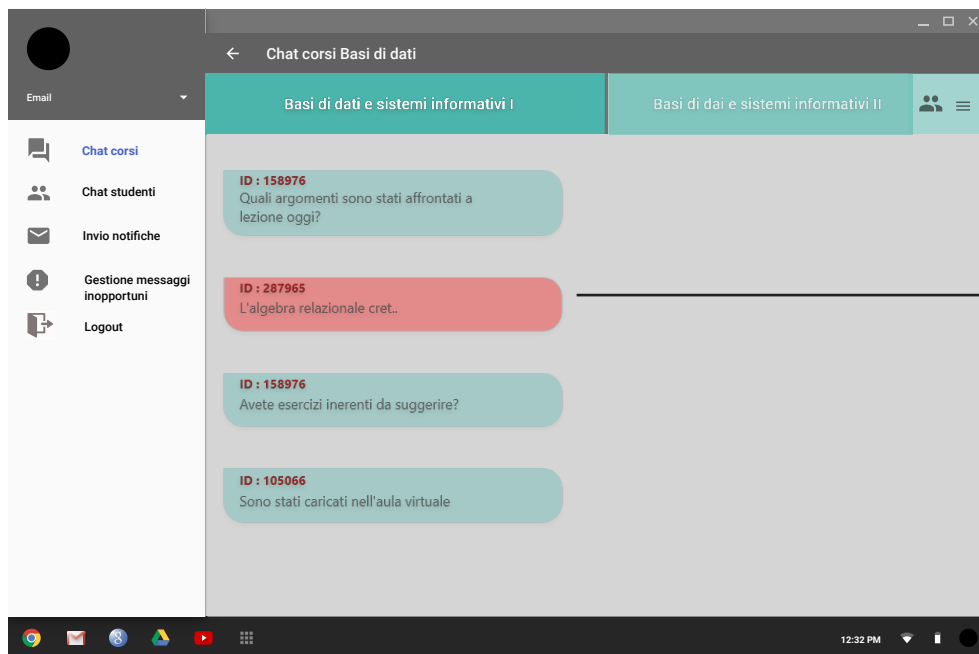 Chat corsi Basi di dati
Email
Basi di dati e sistemi informativi I
Basi di dai e sistemi informativi II
Chat corsi
Chat studenti
Invio notifiche
Gestione messaggi
inopportuni
Logout
ID : 158976
Quali argomenti sono stati affrontati a
lezione oggi?
ID : 287965
L'algebra relazionale cret..
ID : 158976
Avete esercizi inerenti da suggerire?
ID : 105066
Sono stati caricati nell'aula virtuale
12:32 PM